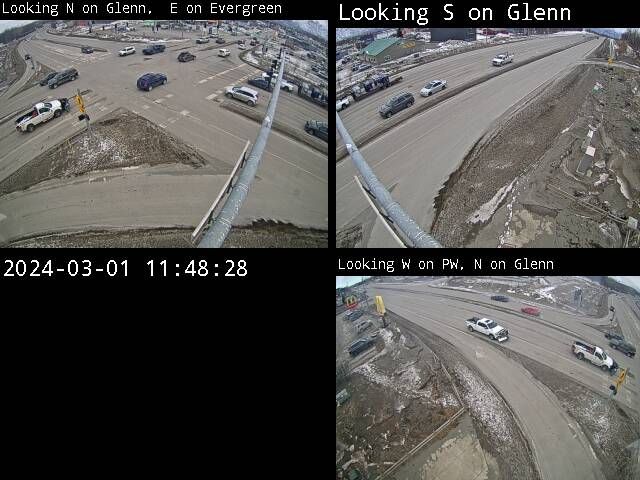 Looking N on Glenn,  E on Evergreen
Looking S on Glenn
2024-03-01 11:48:28
Looking W on PW, N on Glenn